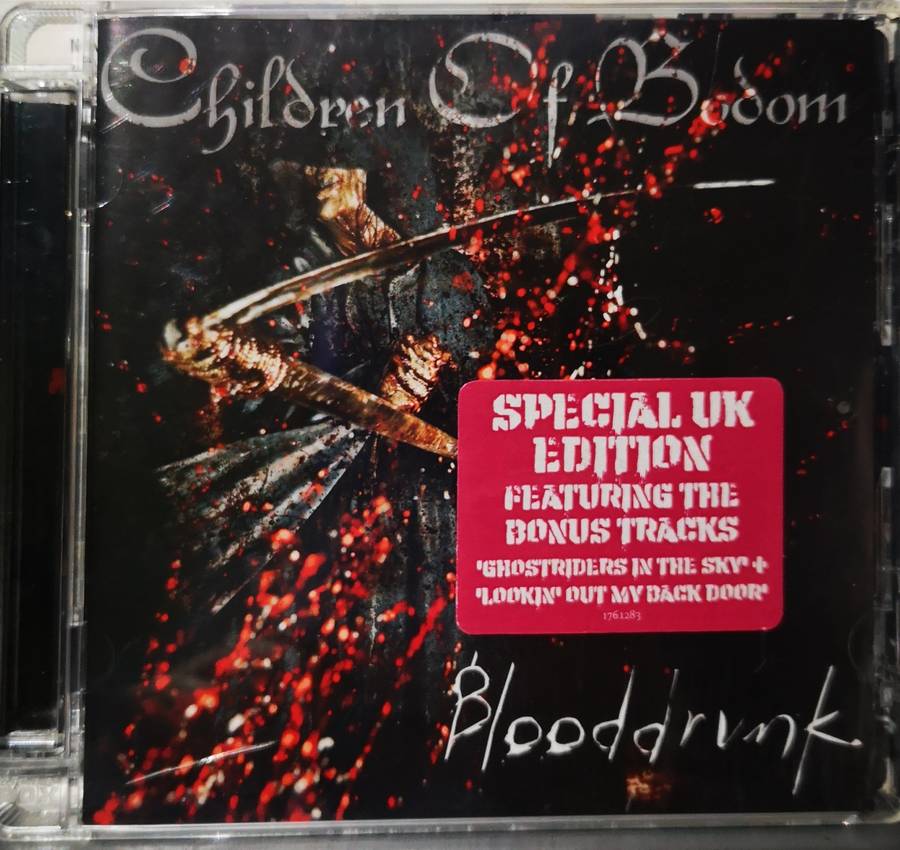 Children Of Bodom
SPECIAL UK
EDITION
FEATURING THE
BONUS TRACKS
'GHOSTRIDERS IN THE SKY' +
'LOOKIN' OUT MY BACK DOOR'
1761283
Blooddrunk